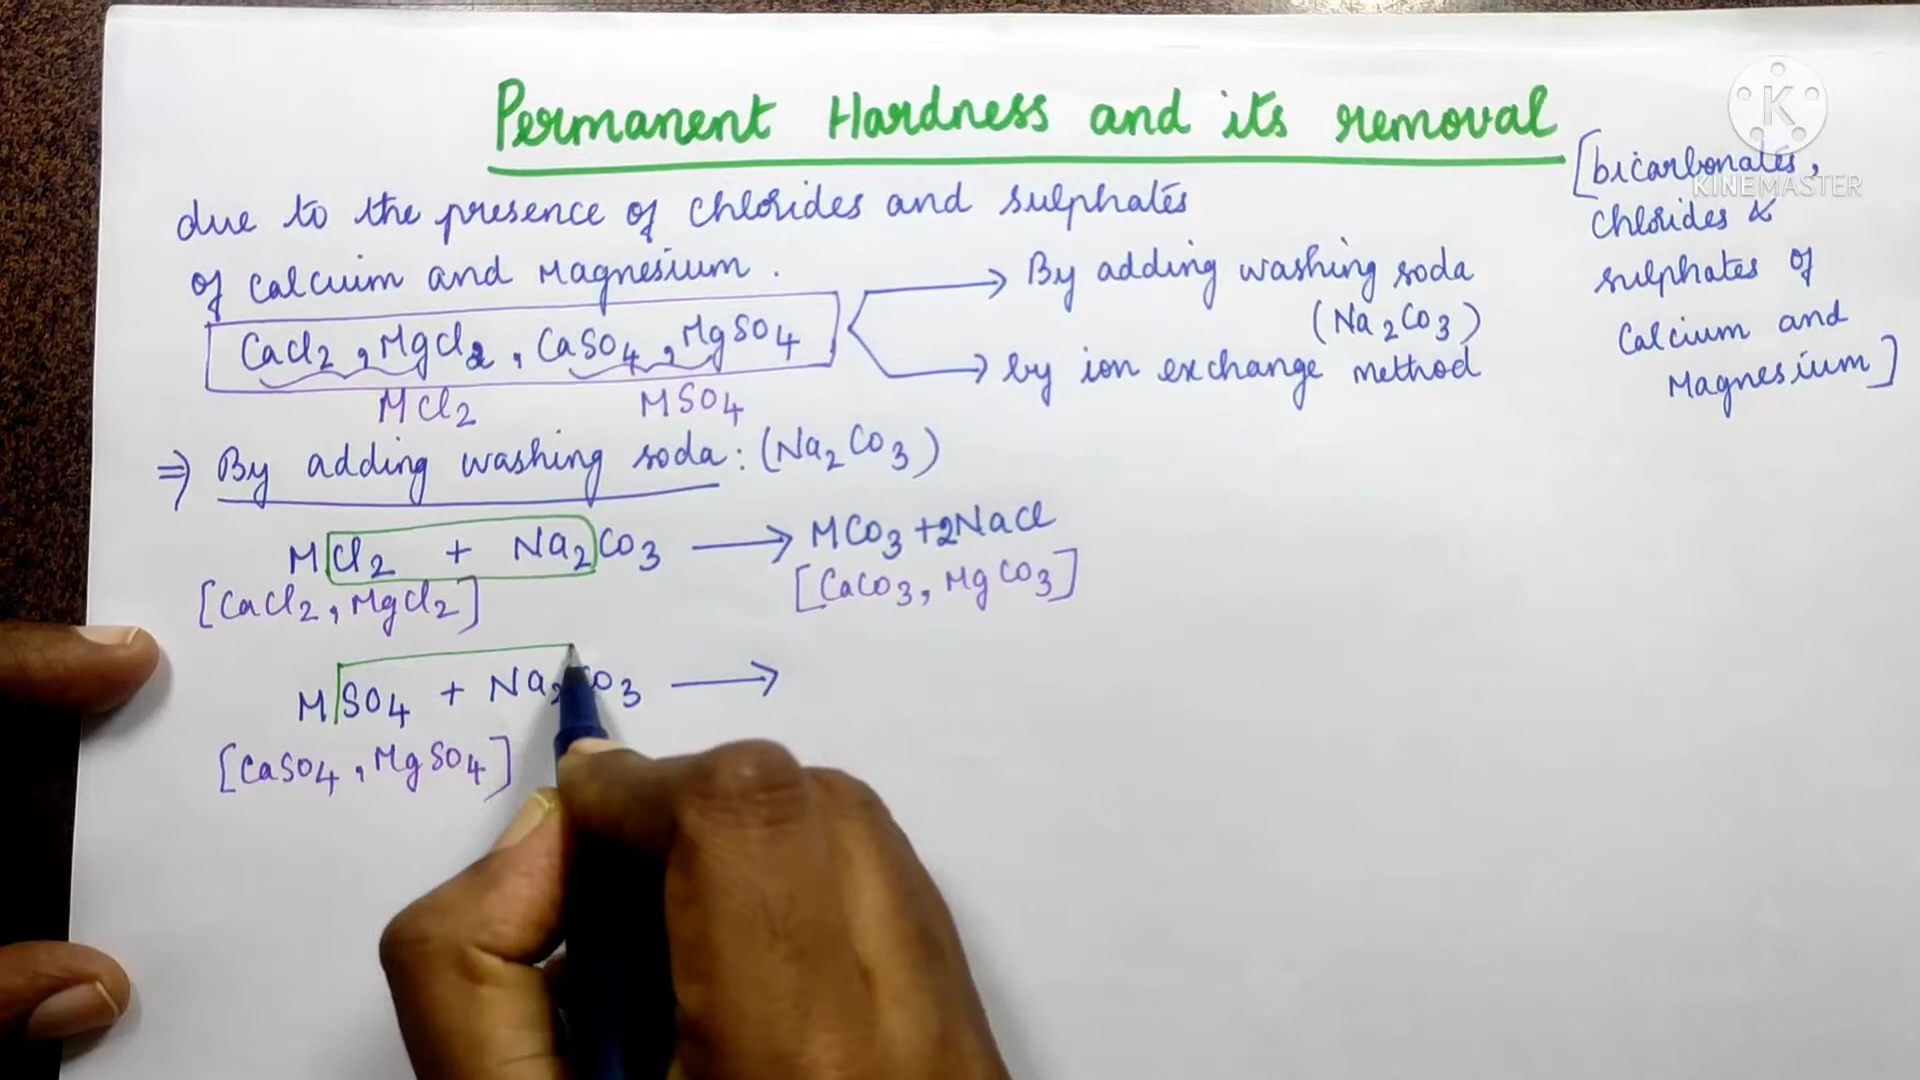 Permanent Hardness and its removal
K
KINEMASTER
[bicarbonates,
chlorides &
sulphates of
Calcium and
Magnesium]
due to the presence of chlorides and sulphates
of calcium and Magnesium.
CaCl2, MgCl2, CaSO4, MgSO4
MCl2 MSO4
By adding washing soda
(Na2CO3)
by ion exchange method
⇒ By adding washing soda: (Na2CO3)
MCl2 + Na2CO3 → MCO3 + 2NaCl
[CaCl2, MgCl2] [CaCO3, MgCO3]
MSO4 + Na2CO3 →
[CaSO4, MgSO4]